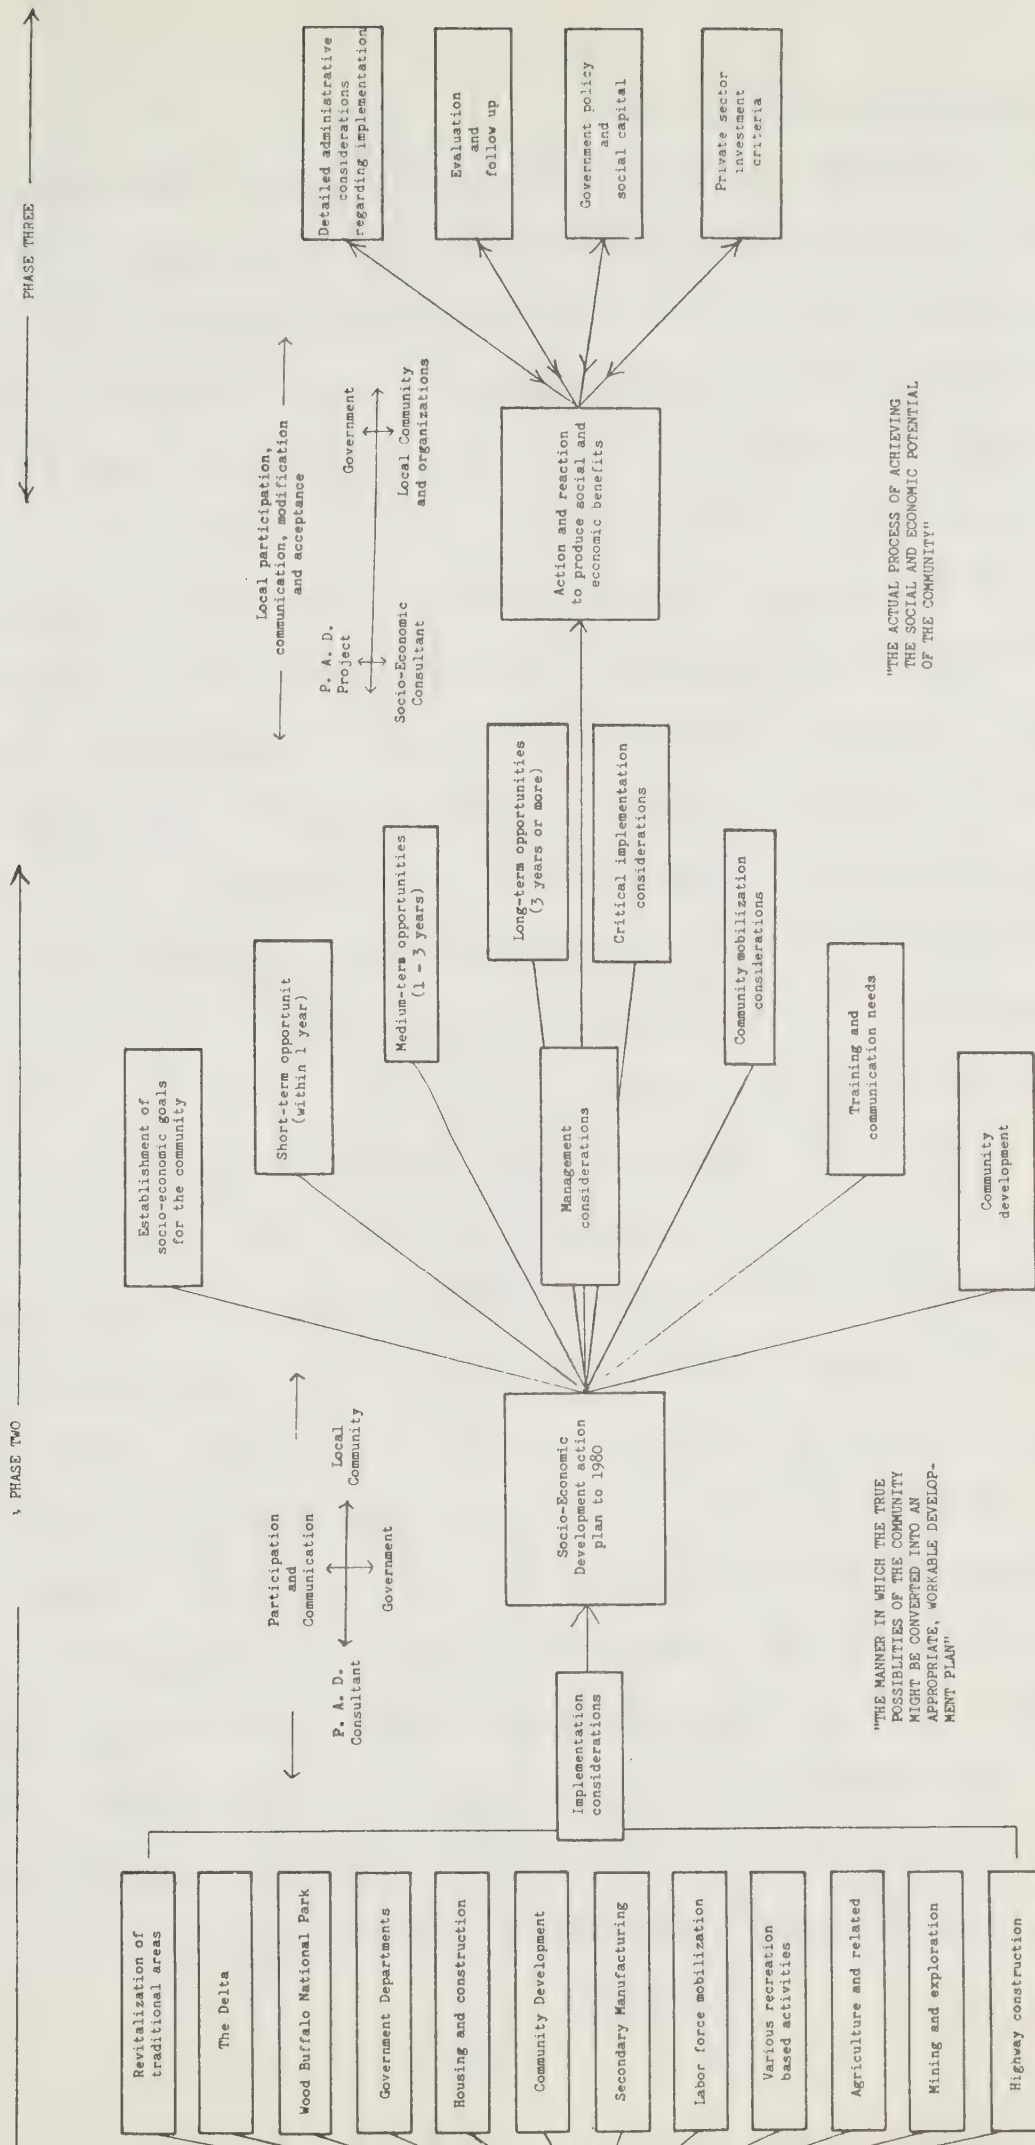 PHASE TWO
PHASE THREE
Revitalization of
traditional areas
The Delta
Wood Buffalo National Park
Government Departments
Housing and construction
Community Development
Secondary Manufacturing
Labor force mobilization
Various recreation
based activities
Agriculture and related
Mining and exploration
Highway construction
Implementation
considerations
Participation
and
Communication
P. A. D.
Consultant
Local
Community
Government
Socio-Economic
Development action
plan to 1980
"THE MANNER IN WHICH THE TRUE
POSSIBLITIES OF THE COMMUNITY
MIGHT BE CONVERTED INTO AN
APPROPRIATE, WORKABLE DEVELOP-
MENT PLAN"
Establishment of
socio-economic goals
for the community
Short-term opportunit
(within 1 year)
Medium-term opportunities
(1 - 3 years)
Long-term opportunities
(3 years or more)
Management
considerations
Critical implementation
considerations
Community mobilization
considerations
Training and
communication needs
Community
development
Local participation,
communication, modification
and acceptance
P. A. D.
Project
Socio-Economic
Consultant
Government
Local Community
and organizations
Action and reaction
to produce social and
economic benefits
"THE ACTUAL PROCESS OF ACHIEVING
THE SOCIAL AND ECONOMIC POTENTIAL
OF THE COMMUNITY"
Detailed administrative
considerations
regarding implementation
Evaluation
and
follow up
Government policy
and
social capital
Private sector
investment
criteria